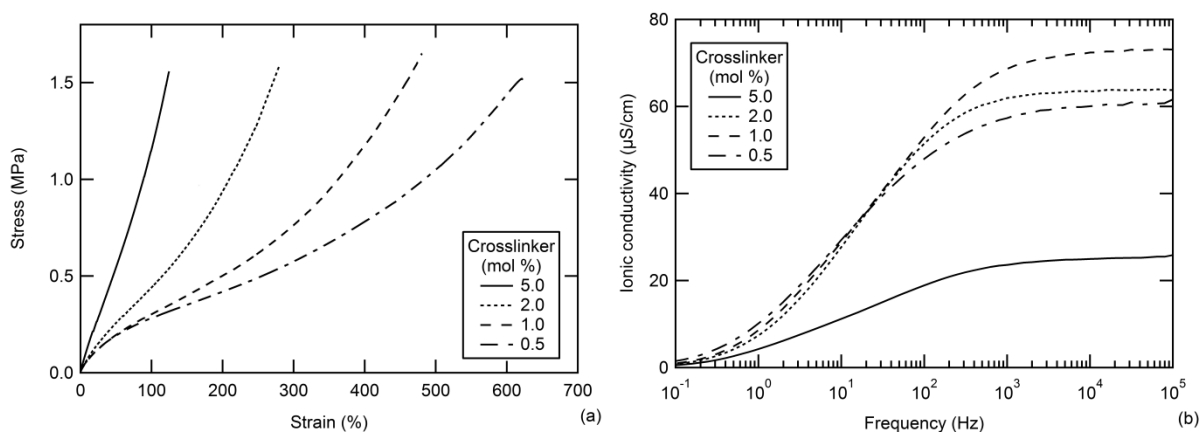 Stress (MPa)
1.5
1.0
0.5
0.0
0 100 200 300 400 500 600 700
Strain (%)
Crosslinker
(mol %)
5.0
2.0
1.0
0.5
(a)
Ionic conductivity (µS/cm)
80
60
40
20
0
10-1 100 101 102 103 104 105
Frequency (Hz)
Crosslinker
(mol %)
5.0
2.0
1.0
0.5
(b)